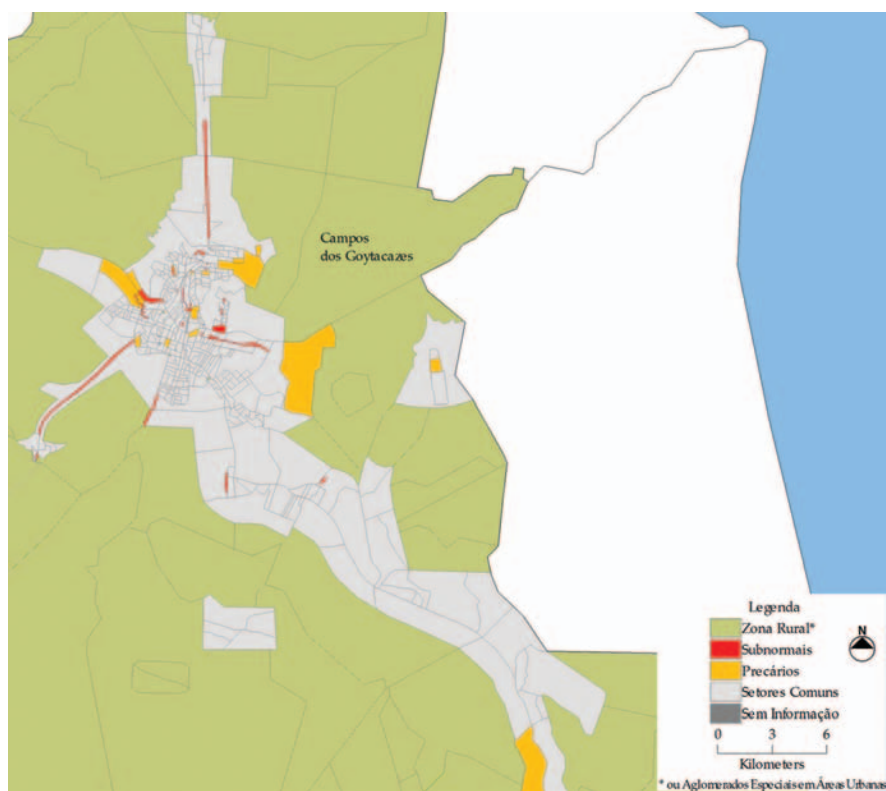 Campos
dos Goytacazes
Legenda
Zona Rural*
Subnormais
Precários
Setores Comuns
Sem Informação
N
0 3 6
Kilometers
* ou Aglomerados Especiais em Áreas Urbanas